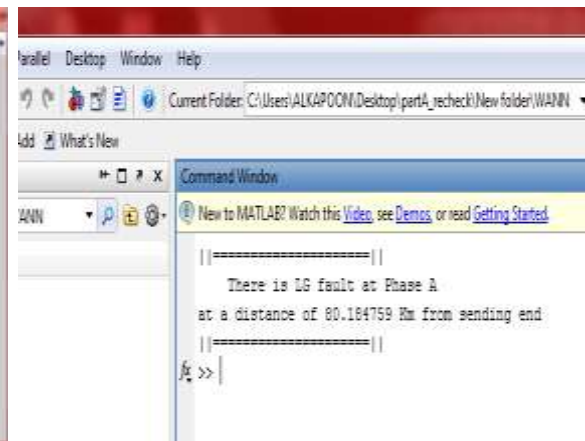 Parallel Desktop Window Help
Current Folder: C:\Users\ALKAPOON\Desktop\partA_recheck\New folder\WANN
Add What's New
Command Window
WANN
New to MATLAB? Watch this Video, see Demos, or read Getting Started.
||=====================||
There is LG fault at Phase A
at a distance of 80.184759 Km from sending end
||=====================||
fx >>